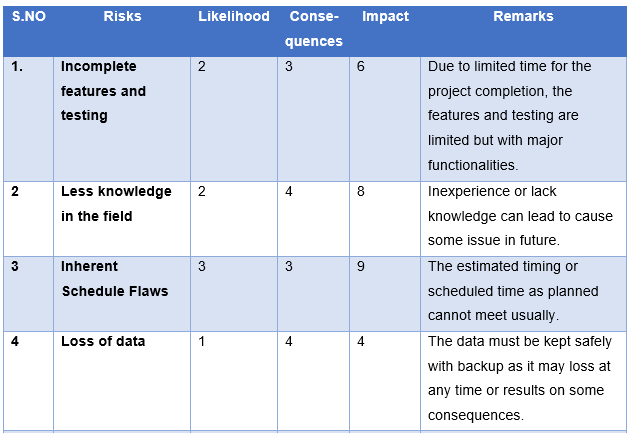 S.NO Risks Likelihood Conse- Impact Remarks
quences
1. Incomplete 2 3 6 Due to limited time for the
features and project completion, the
testing features and testing are
limited but with major
functionalities.
2 Less knowledge 2 4 8 Inexperience or lack
in the field knowledge can lead to cause
some issue in future.
3 Inherent 3 3 9 The estimated timing or
Schedule Flaws scheduled time as planned
cannot meet usually.
4 Loss of data 1 4 4 The data must be kept safely
with backup as it may loss at
any time or results on some
consequences.